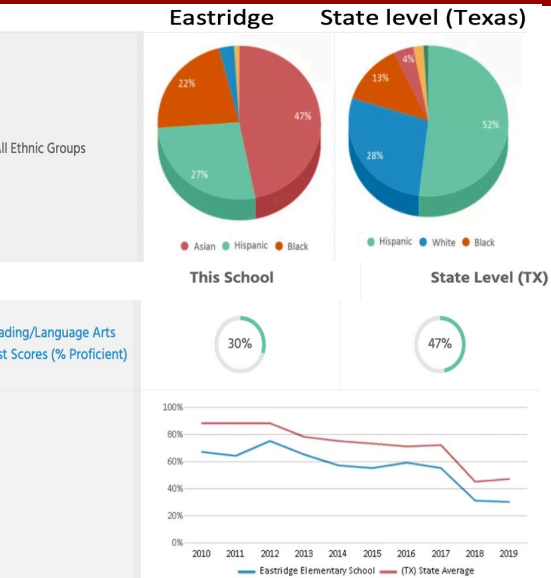 Eastridge State level (Texas)
22%
47%
27%
4%
13%
52%
28%
ll Ethnic Groups
Asian Hispanic Black
Hispanic White Black
This School State Level (TX)
ading/Language Arts
st Scores (% Proficient)
30%
47%
100%
80%
60%
40%
20%
0%
2010 2011 2012 2013 2014 2015 2016 2017 2018 2019
Eastridge Elementary School (TX) State Average